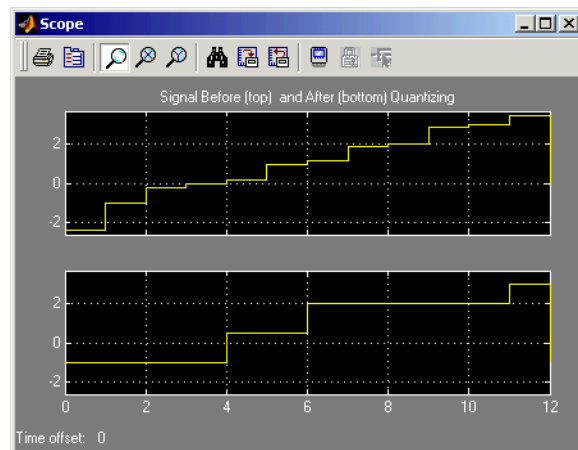 Scope
Signal Before (top) and After (bottom) Quantizing
2
0
-2
2
0
-2
0 2 4 6 8 10 12
Time offset: 0